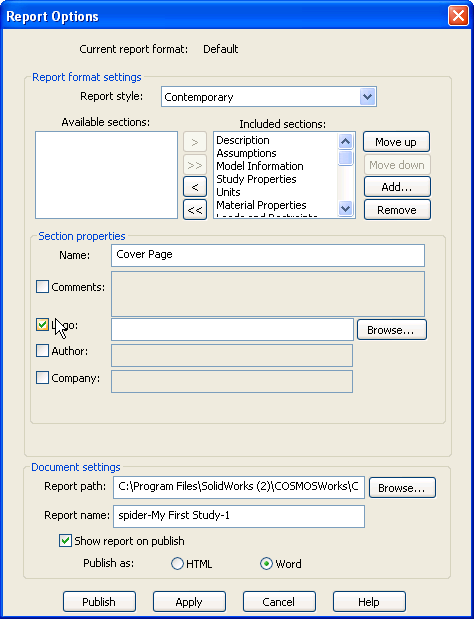 Report Options
Current report format: Default
Report format settings
Report style: Contemporary
Available sections:
Included sections:
>
>>
<
<<
Description
Assumptions
Model Information
Study Properties
Units
Material Properties
Loads and Restraints
Move up
Move down
Add...
Remove
Section properties
Name: Cover Page
Comments:
Logo:
Browse...
Author:
Company:
Document settings
Report path: C:\Program Files\SolidWorks (2)\COSMOSWorks\C
Browse...
Report name: spider-My First Study-1
Show report on publish
Publish as: HTML Word
Publish Apply Cancel Help